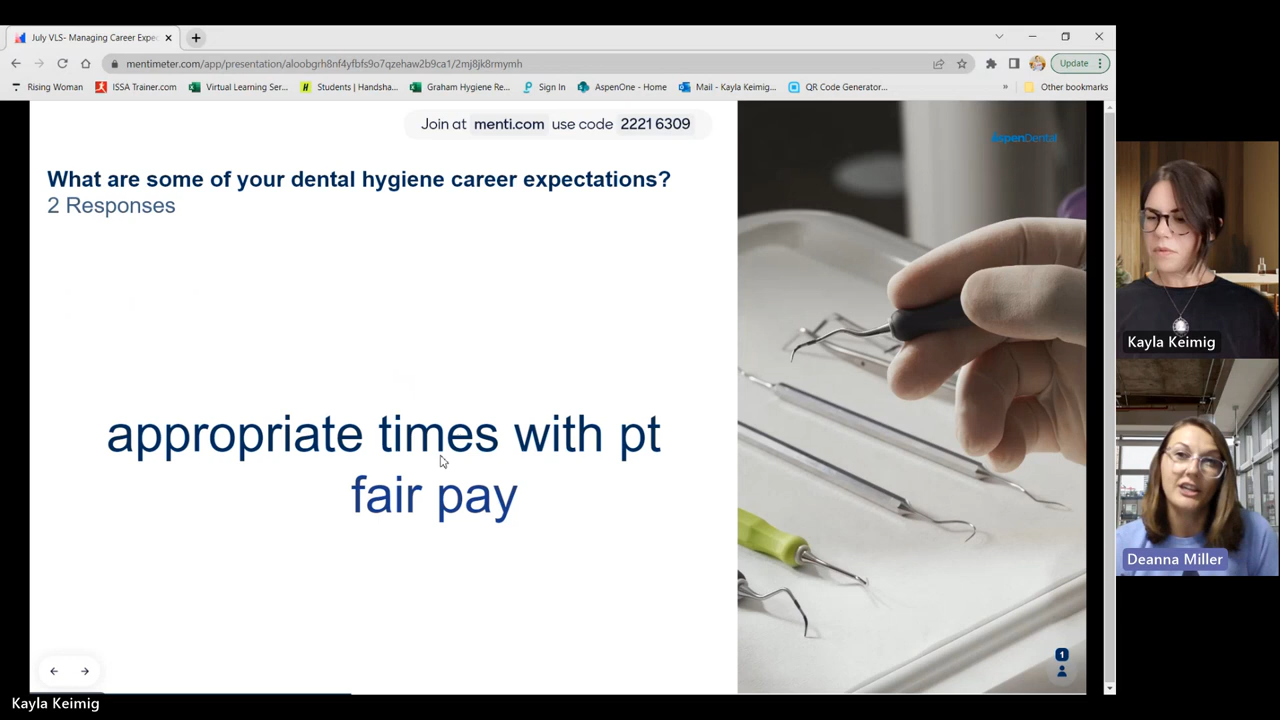 July VLS- Managing Career Expec
mentimeter.com/app/presentation/aloobgrh8nf4yfbfs9o7qzehaw2b9ca1/2mj8jk8rmymh
Update
Rising Woman
ISSA Trainer.com
Virtual Learning Ser...
Students | Handsha...
Graham Hygiene Re...
Sign In
AspenOne - Home
Mail - Kayla Keimig...
QR Code Generator...
»
Other bookmarks
Join at menti.com use code 2221 6309
AspenDental
What are some of your dental hygiene career expectations?
2 Responses
appropriate times with pt
fair pay
1
Kayla Keimig
Deanna Miller
Kayla Keimig